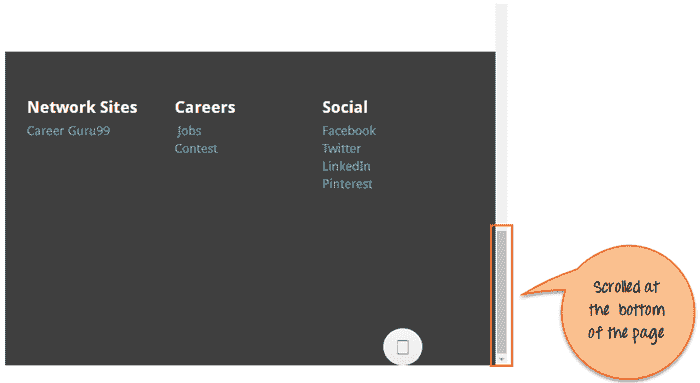 Network Sites
Career Guru99
Careers
Jobs
Contest
Social
Facebook
Twitter
LinkedIn
Pinterest
Scrolled at
the bottom
of the page